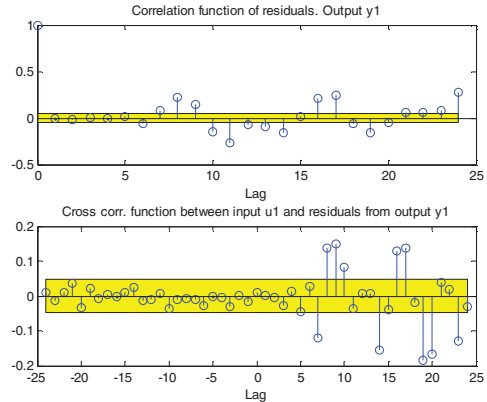 Correlation function of residuals. Output y1
1
0.5
0
-0.5
0 5 10 15 20 25
Lag
Cross corr. function between input u1 and residuals from output y1
0.2
0.1
0
-0.1
-0.2
-25 -20 -15 -10 -5 0 5 10 15 20 25
Lag